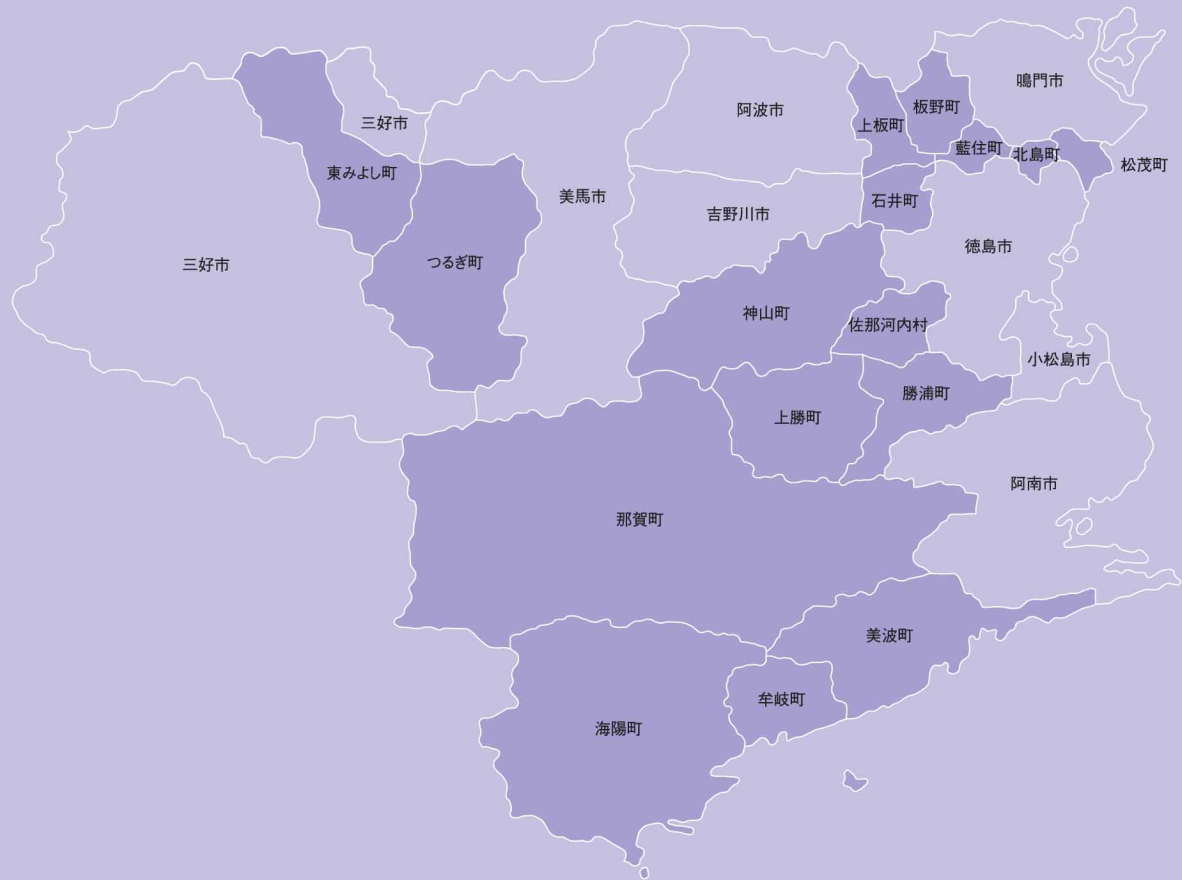 鳴門市
板野町
阿波市
三好市
上板町
藍住町
北島町
松茂町
東みよし町
美馬市
石井町
吉野川市
徳島市
つるぎ町
三好市
神山町
佐那河内村
小松島市
勝浦町
上勝町
阿南市
那賀町
美波町
牟岐町
海陽町